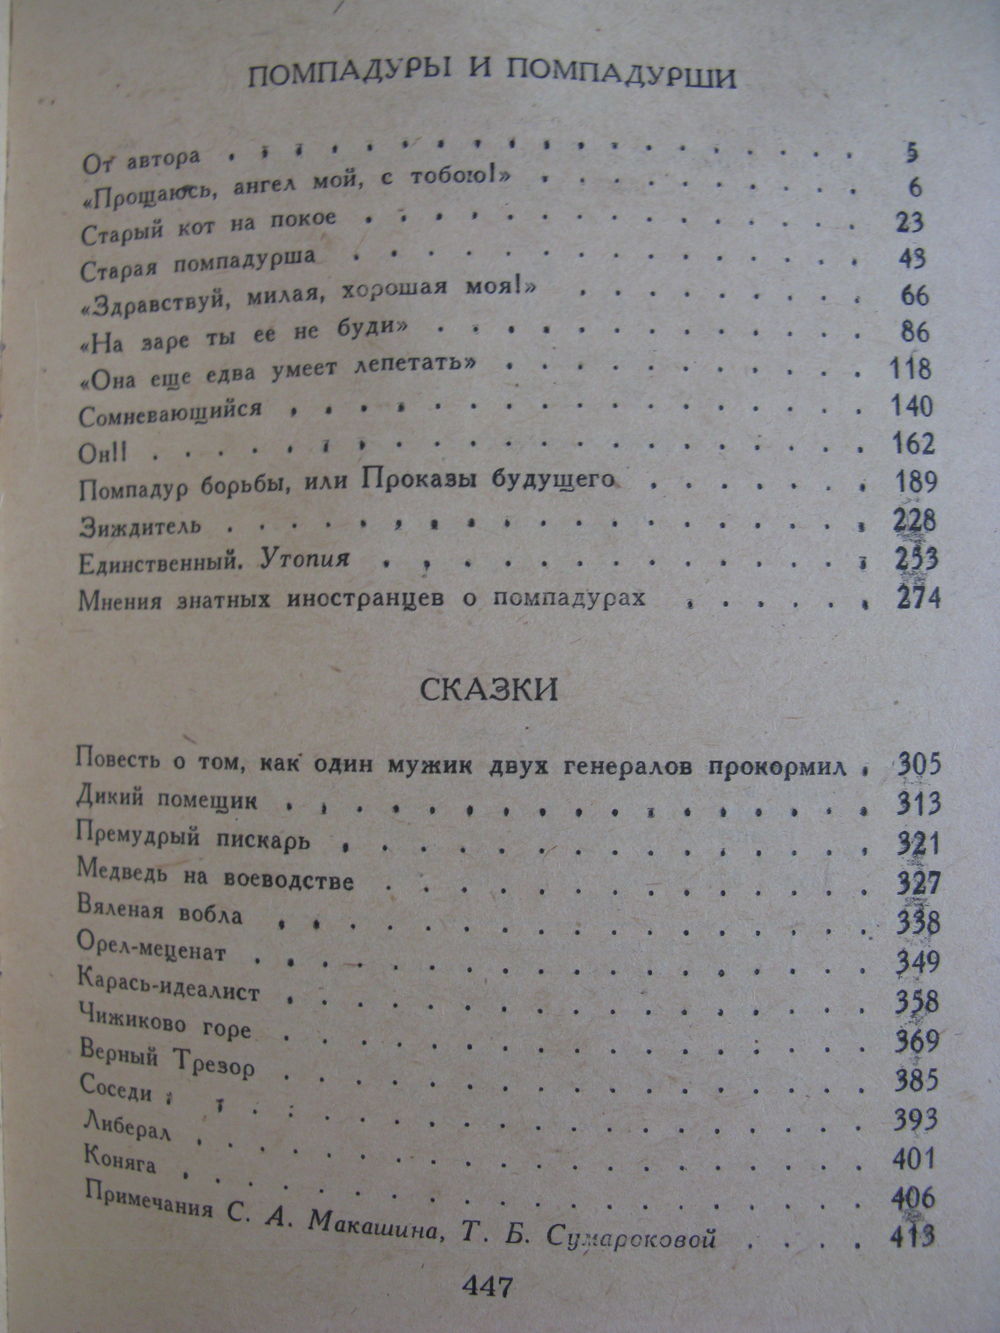 ПОМПАДУРЫ И ПОМПАДУРШИ
От автора . . . . . . . . . . . . . . . . . . 5
«Прощаюсь, ангел мой, с тобою!» . . . . . . . . . 6
Старый кот на покое . . . . . . . . . . . . . . 23
Старая помпадурша . . . . . . . . . . . . . . . 43
«Здравствуй, милая, хорошая моя!» . . . . . . . . 66
«На заре ты ее не буди» . . . . . . . . . . . . 86
«Она еще едва умеет лепетать» . . . . . . . . . . 118
Сомневающийся . . . . . . . . . . . . . . . . 140
Он!! . . . . . . . . . . . . . . . . . . . . 162
Помпадур борьбы, или Проказы будущего . . . . . . . 189
Зиждитель . . . . . . . . . . . . . . . . . . 228
Единственный. Утопия . . . . . . . . . . . . . . 253
Мнения знатных иностранцев о помпадурах . . . . . . 274
СКАЗКИ
Повесть о том, как один мужик двух генералов прокормил . 305
Дикий помещик . . . . . . . . . . . . . . . . . 313
Премудрый пискарь . . . . . . . . . . . . . . . 321
Медведь на воеводстве . . . . . . . . . . . . . . 327
Вяленая вобла . . . . . . . . . . . . . . . . . 338
Орел-меценат . . . . . . . . . . . . . . . . . 349
Карась-идеалист . . . . . . . . . . . . . . . . 358
Чижиково горе . . . . . . . . . . . . . . . . . 369
Верный Трезор . . . . . . . . . . . . . . . . . 385
Соседи . . . . . . . . . . . . . . . . . . . . 393
Либерал . . . . . . . . . . . . . . . . . . . 401
Коняга . . . . . . . . . . . . . . . . . . . . 406
Примечания С. А. Макашина, Т. Б. Сумароковой . . . . 413
447